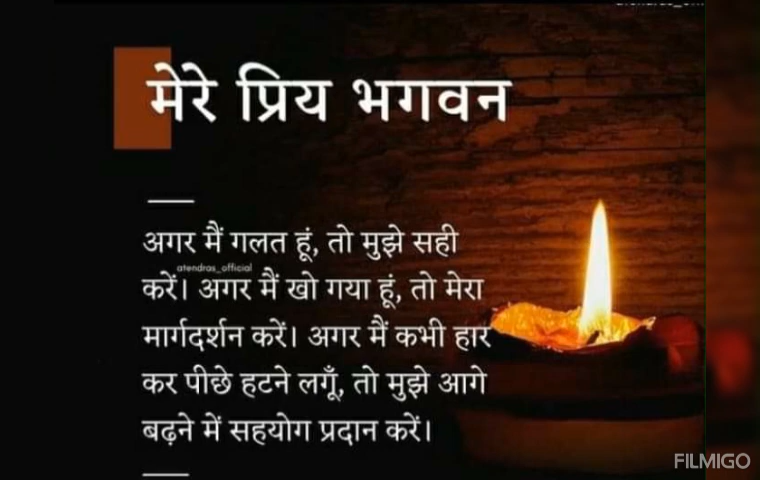 मेरे प्रिय भगवन
अगर मैं गलत हूं, तो मुझे सही
atendras_official
करें। अगर मैं खो गया हूं, तो मेरा
मार्गदर्शन करें। अगर मैं कभी हार
कर पीछे हटने लगूँ, तो मुझे आगे
बढ़ने में सहयोग प्रदान करें।
FILMIGO